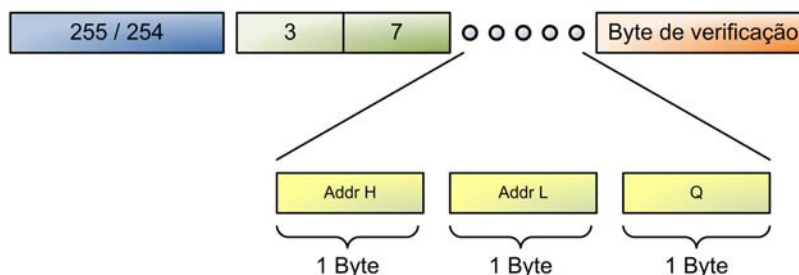 255 / 254 3 7 Byte de verificação
Addr H Addr L Q
1 Byte 1 Byte 1 Byte